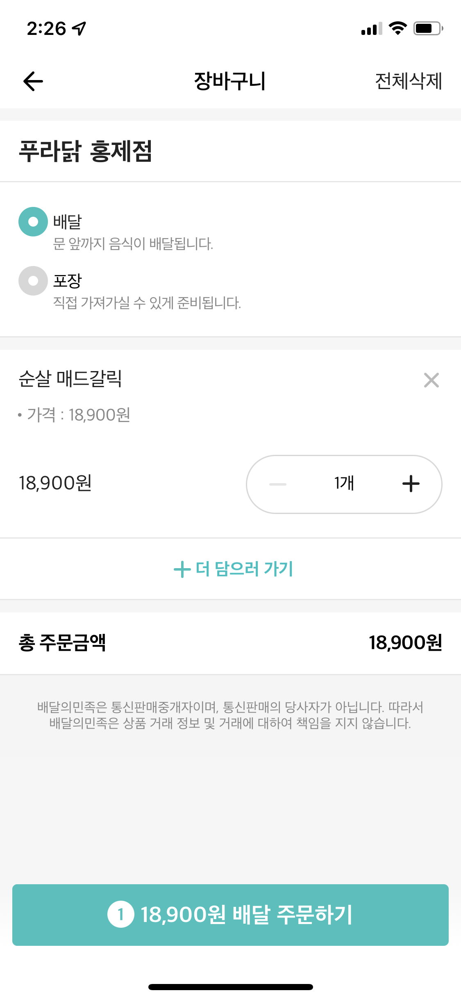 2:26
장바구니
전체삭제
푸라닭 홍제점
배달
문 앞까지 음식이 배달됩니다.
포장
직접 가져가실 수 있게 준비됩니다.
순살 매드갈릭
• 가격 : 18,900원
18,900원
1개
더 담으러 가기
총 주문금액
18,900원
배달의민족은 통신판매중개자이며, 통신판매의 당사자가 아닙니다. 따라서
배달의민족은 상품 거래 정보 및 거래에 대하여 책임을 지지 않습니다.
1 18,900원 배달 주문하기